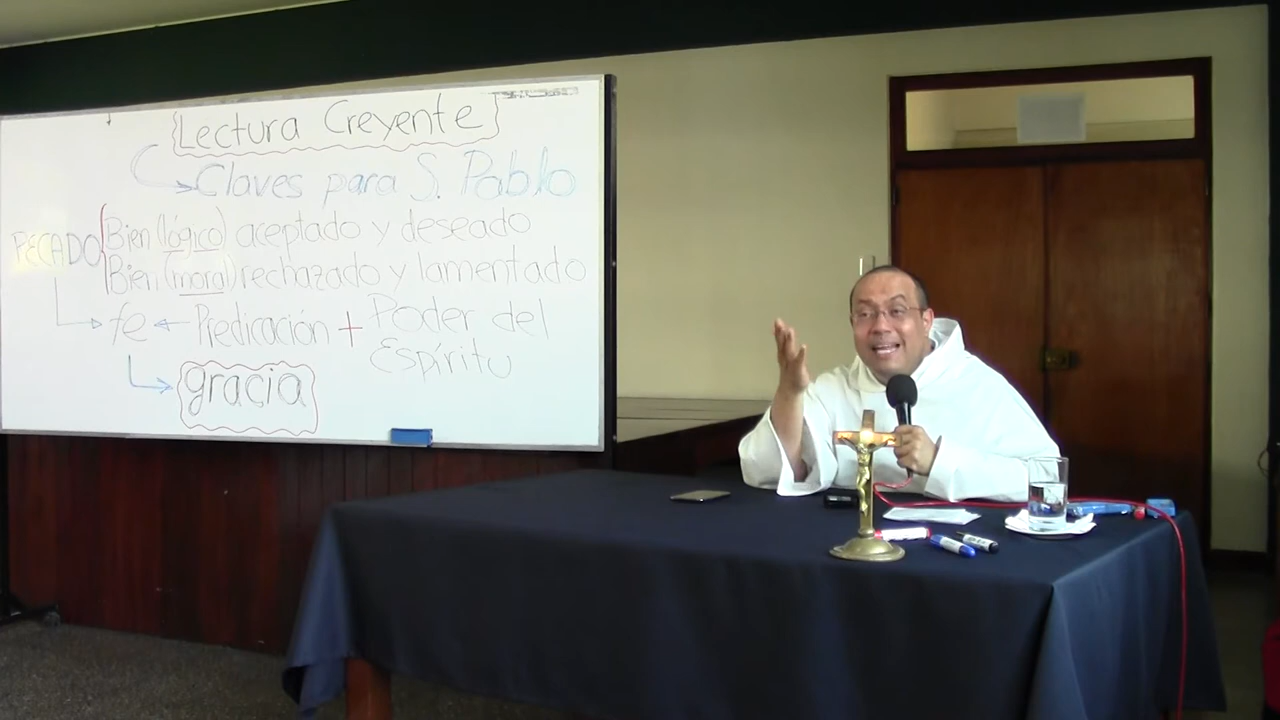 Lectura Creyente
Claves para S. Pablo
PECADO
Bien (lógico) aceptado y deseado
Bien (moral) rechazado y lamentado
fe Predicación + Poder del
Espíritu
gracia